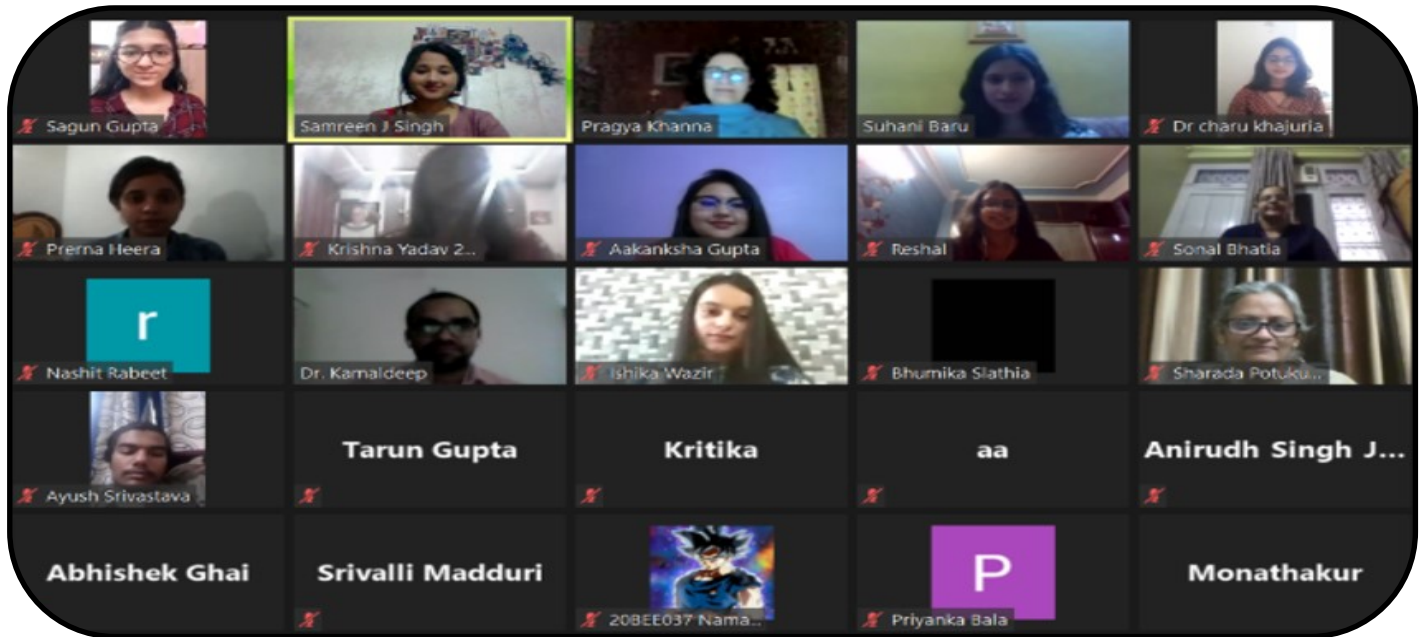 Sagun Gupta
Samreen J Singh
Pragya Khanna
Suhani Baru
Dr charu khajuria
Prerna Heera
Krishna Yadav 2...
Aakanksha Gupta
Reshal
Sonal Bhatia
r
Nashit Rabeet
Dr. Kamaldeep
Ishika Wazir
Bhumika Slathia
Sharada Potuku...
Ayush Srivastava
Tarun Gupta
Kritika
aa
Anirudh Singh J...
Abhishek Ghai
Srivalli Madduri
20BEE037 Nama...
P
Priyanka Bala
Monathakur